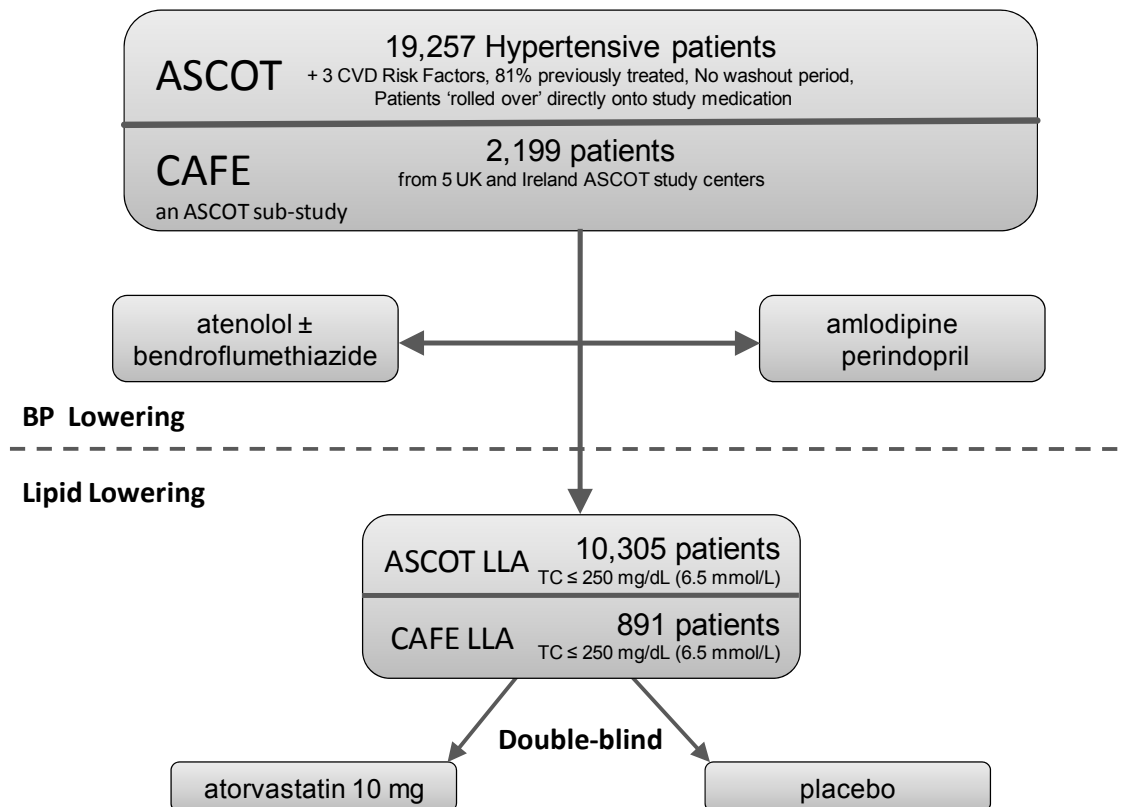 ASCOT
19,257 Hypertensive patients
+ 3 CVD Risk Factors, 81% previously treated, No washout period,
Patients ‘rolled over’ directly onto study medication
CAFE
an ASCOT sub-study
2,199 patients
from 5 UK and Ireland ASCOT study centers
atenolol ±
bendroflumethiazide
amlodipine
perindopril
BP Lowering
Lipid Lowering
ASCOT LLA
10,305 patients
TC ≤ 250 mg/dL (6.5 mmol/L)
CAFE LLA
891 patients
TC ≤ 250 mg/dL (6.5 mmol/L)
Double-blind
atorvastatin 10 mg
placebo